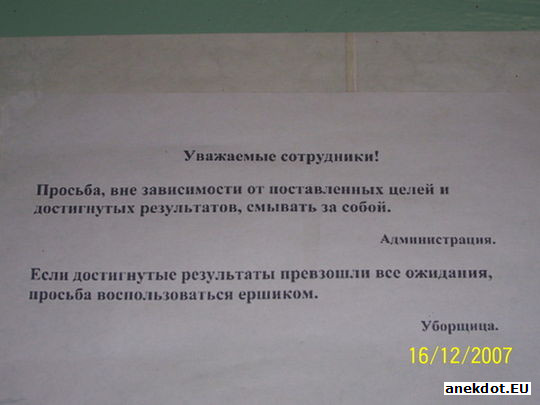 Уважаемые сотрудники!
Просьба, вне зависимости от поставленных целей и
достигнутых результатов, смывать за собой.
Администрация.
Если достигнутые результаты превзошли все ожидания,
просьба воспользоваться ершиком.
Уборщица.
16/12/2007
anekdot.EU